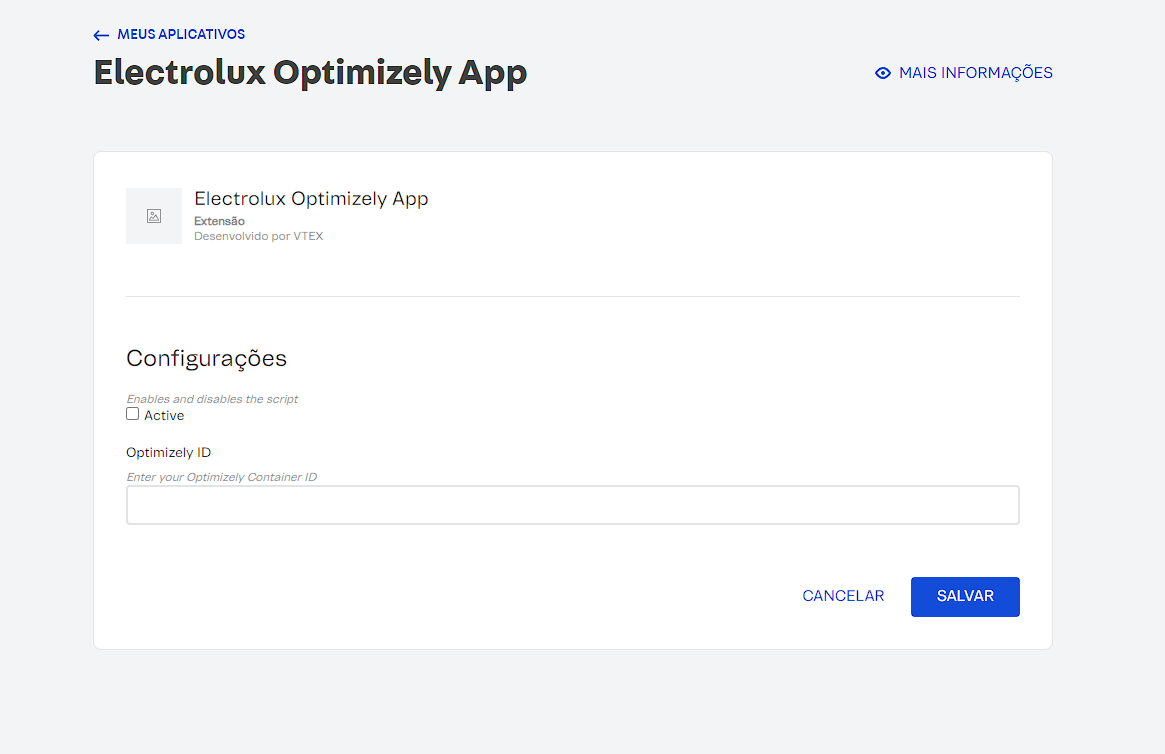 MEUS APLICATIVOS
Electrolux Optimizely App
MAIS INFORMAÇÕES
Electrolux Optimizely App
Extensão
Desenvolvido por VTEX
Configurações
Enables and disables the script
Active
Optimizely ID
Enter your Optimizely Container ID
CANCELAR
SALVAR